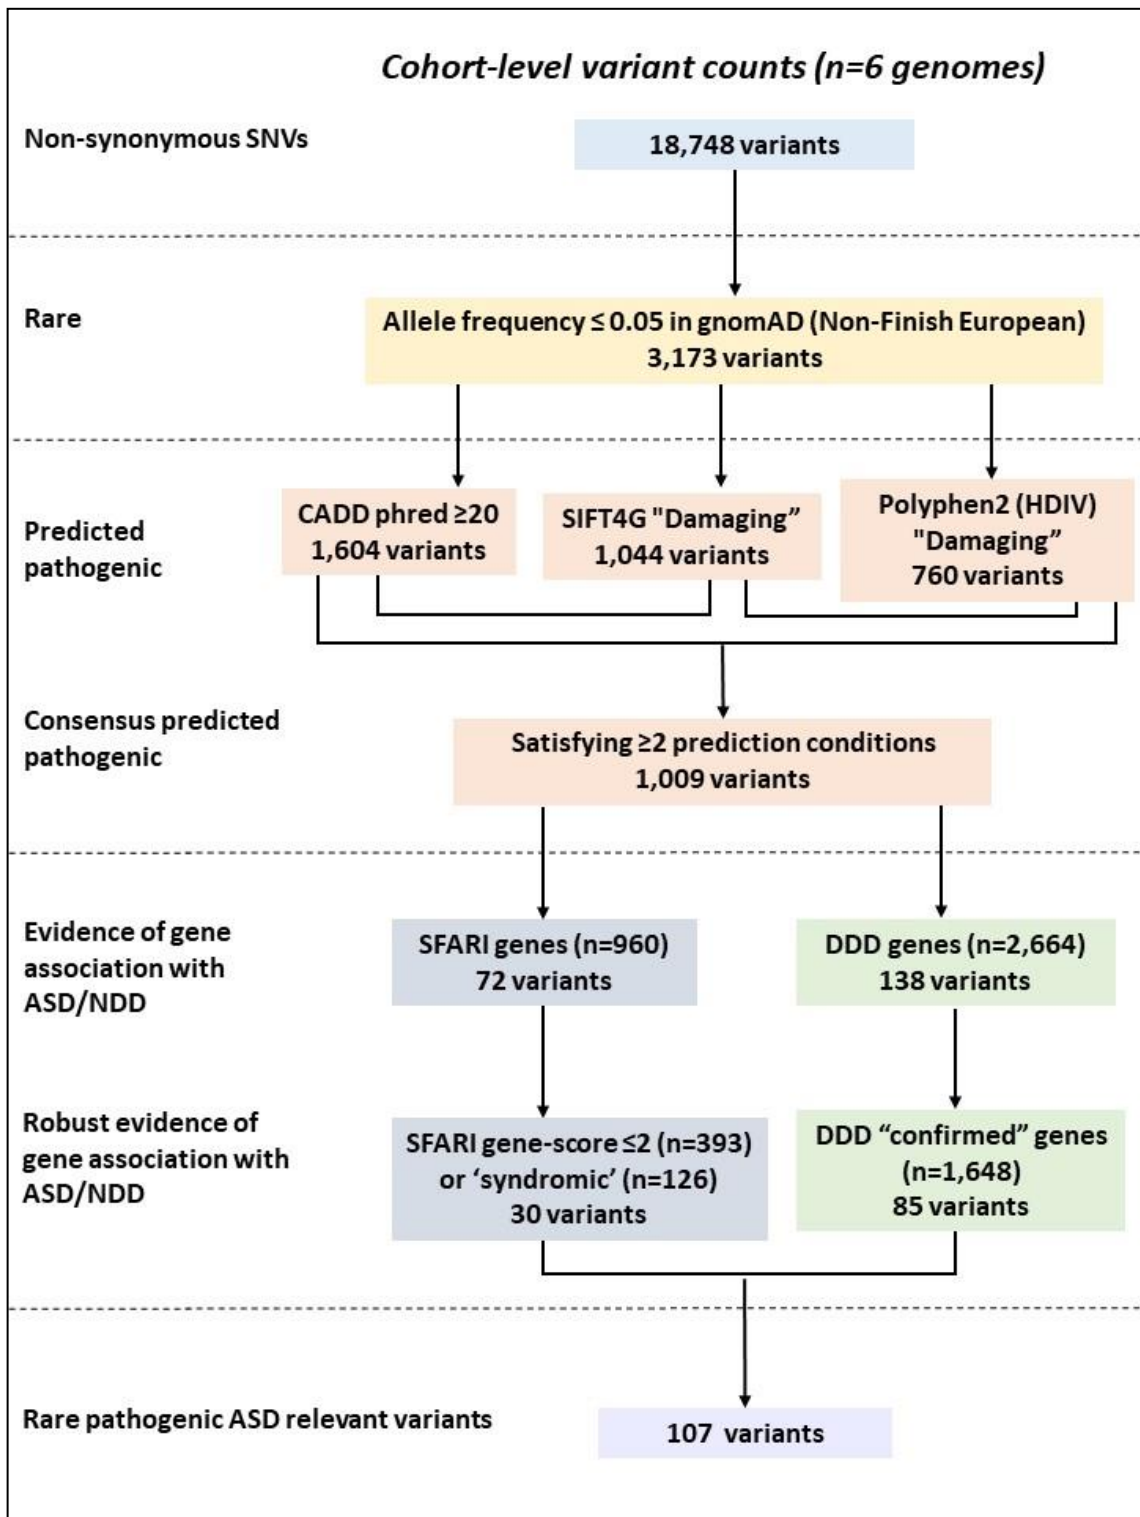 Cohort-level variant counts (n=6 genomes)
Non-synonymous SNVs
18,748 variants
Rare
Allele frequency ≤ 0.05 in gnomAD (Non-Finish European)
3,173 variants
Predicted
pathogenic
CADD phred ≥20
1,604 variants
SIFT4G "Damaging”
1,044 variants
Polyphen2 (HDIV)
"Damaging”
760 variants
Consensus predicted
pathogenic
Satisfying ≥2 prediction conditions
1,009 variants
Evidence of gene
association with
ASD/NDD
SFARI genes (n=960)
72 variants
DDD genes (n=2,664)
138 variants
Robust evidence of
gene association with
ASD/NDD
SFARI gene-score ≤2 (n=393)
or ‘syndromic’ (n=126)
30 variants
DDD “confirmed” genes
(n=1,648)
85 variants
Rare pathogenic ASD relevant variants
107 variants